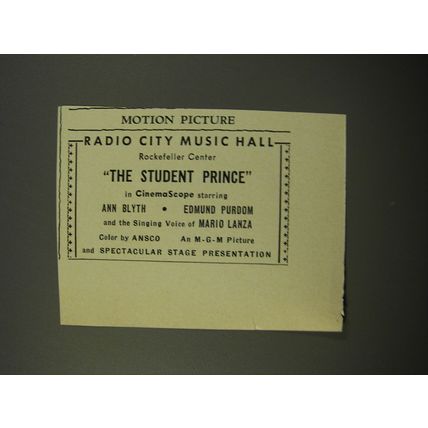 MOTION PICTURE
RADIO CITY MUSIC HALL
Rockefeller Center
"THE STUDENT PRINCE"
in CinemaScope starring
ANN BLYTH • EDMUND PURDOM
and the Singing Voice of MARIO LANZA
Color by ANSCO An M-G-M Picture
and SPECTACULAR STAGE PRESENTATION